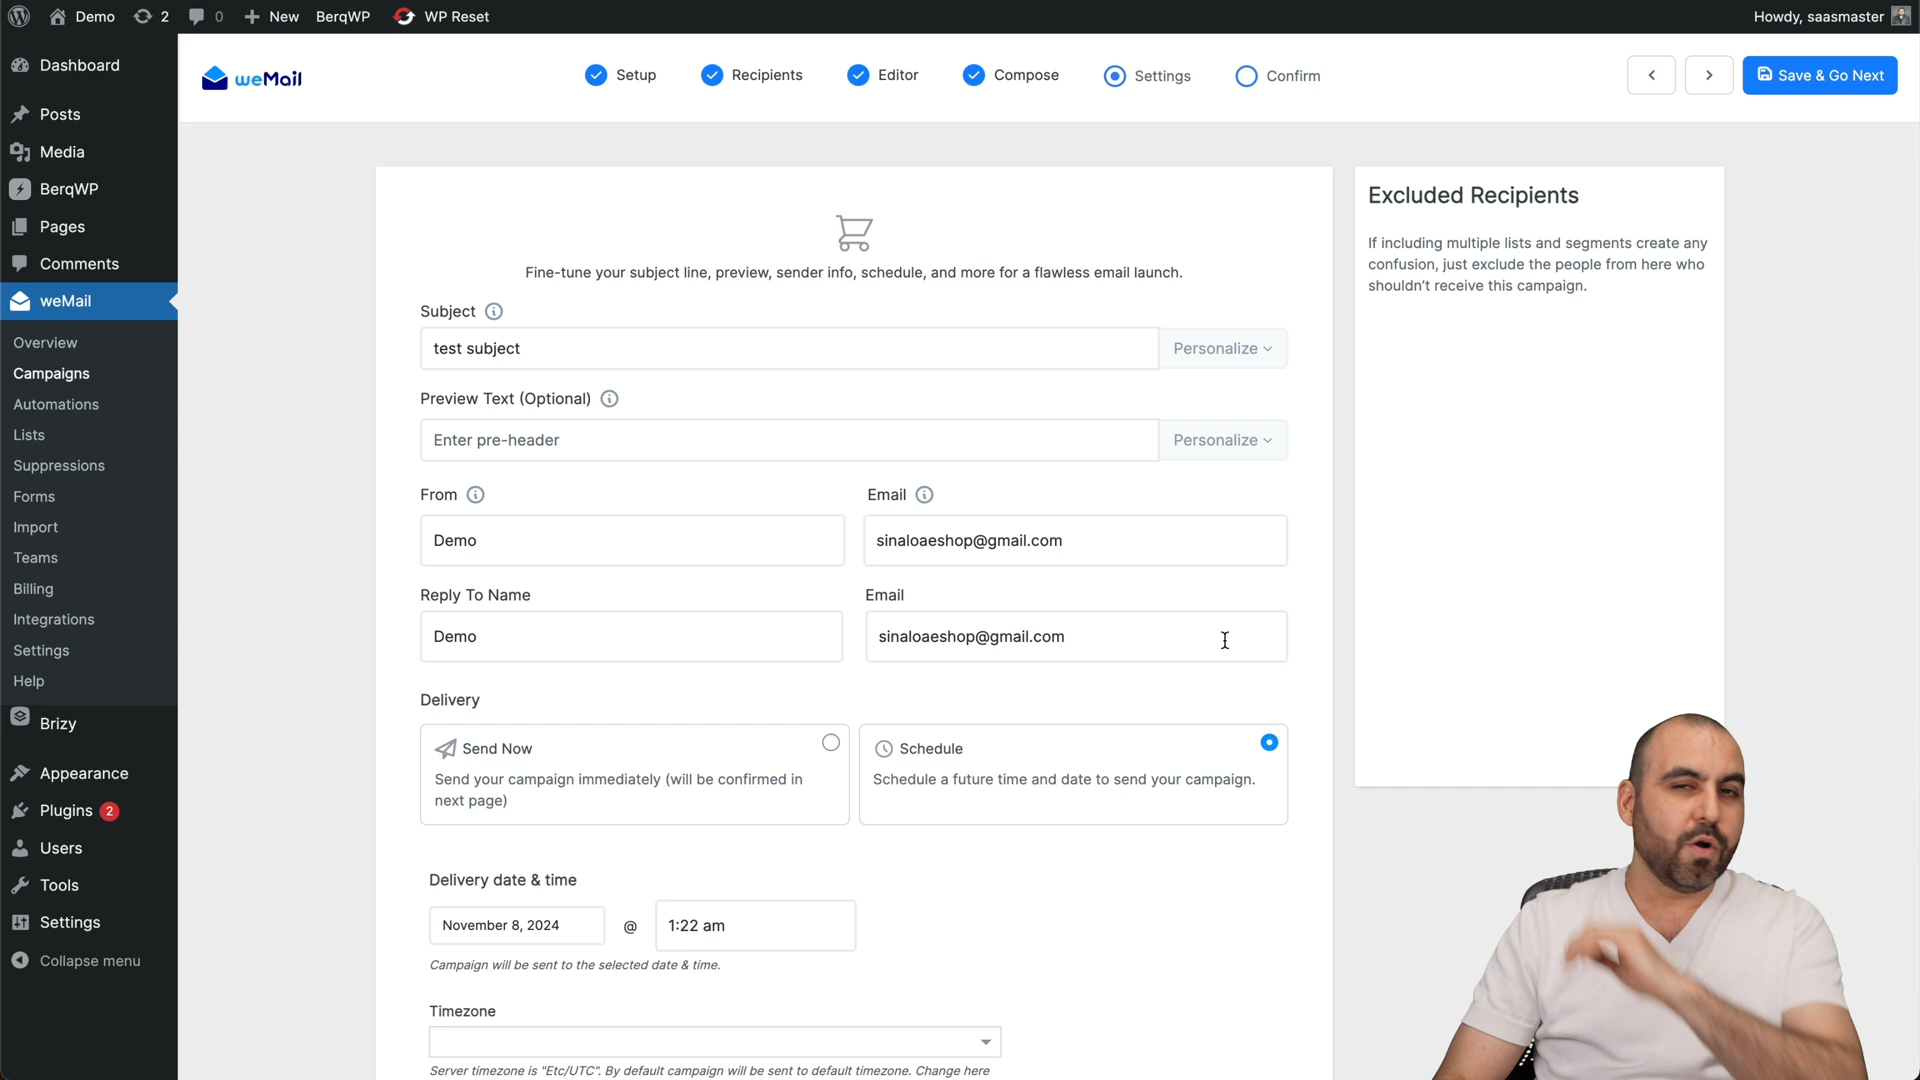 Demo
2
0
New
BerqWP
WP Reset
Howdy, saasmaster
Dashboard
Posts
Media
BerqWP
Pages
Comments
weMail
Overview
Campaigns
Automations
Lists
Suppressions
Forms
Import
Teams
Billing
Integrations
Settings
Help
Brizy
Appearance
Plugins 2
Users
Tools
Settings
Collapse menu
weMail
Setup
Recipients
Editor
Compose
Settings
Confirm
Save & Go Next
Fine-tune your subject line, preview, sender info, schedule, and more for a flawless email launch.
Subject
test subject
Personalize
Preview Text (Optional)
Enter pre-header
Personalize
From
Email
Demo
sinaloaeshop@gmail.com
Reply To Name
Email
Demo
sinaloaeshop@gmail.com
Delivery
Send Now
Send your campaign immediately (will be confirmed in
next page)
Schedule
Schedule a future time and date to send your campaign.
Delivery date & time
November 8, 2024
@
1:22 am
Campaign will be sent to the selected date & time.
Timezone
Server timezone is "Etc/UTC". By default campaign will be sent to default timezone. Change here
Excluded Recipients
If including multiple lists and segments create any
confusion, just exclude the people from here who
shouldn't receive this campaign.